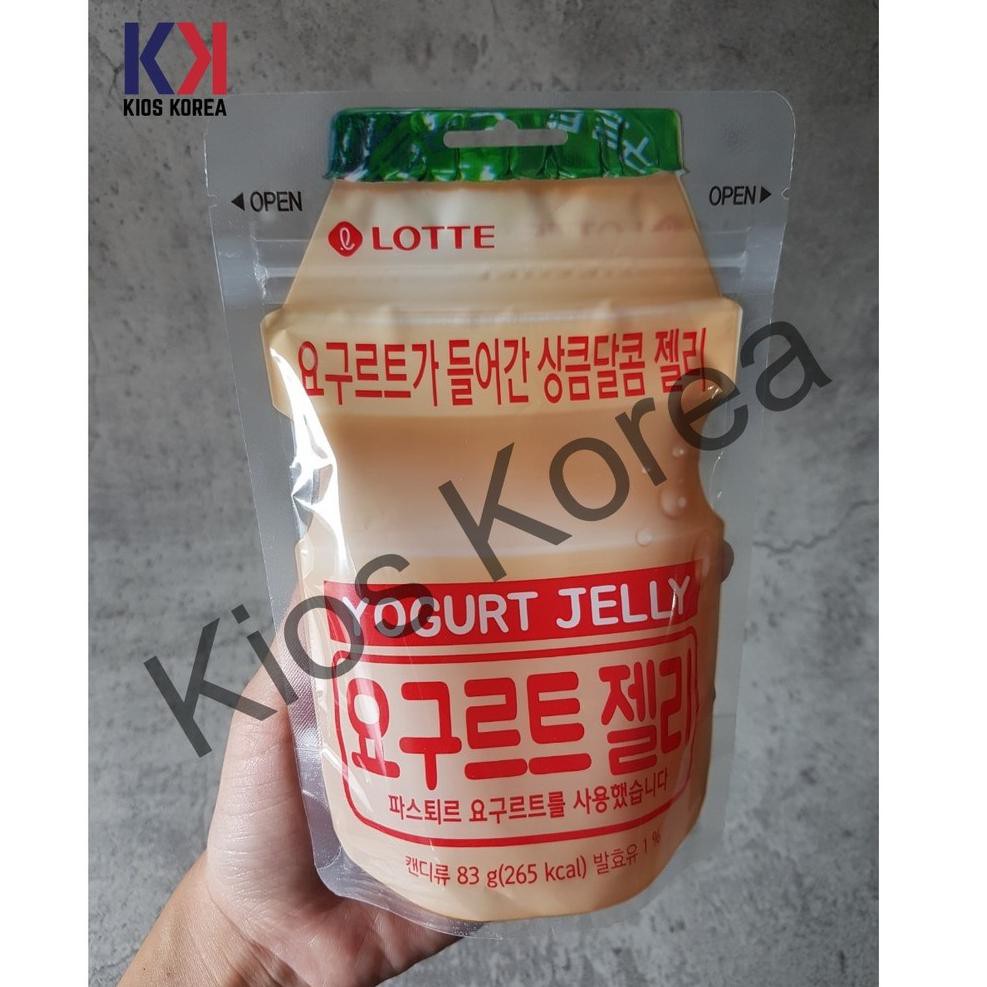 KIOS KOREA
OPEN
OPEN
LOTTE
요구르트가 들어간 상큼달콤 젤리
Kios Korea
YOGURT JELLY
요구르트 젤리
파스퇴르 요구르트를 사용했습니다
캔디류 83 g(265 kcal) 발효유 1%